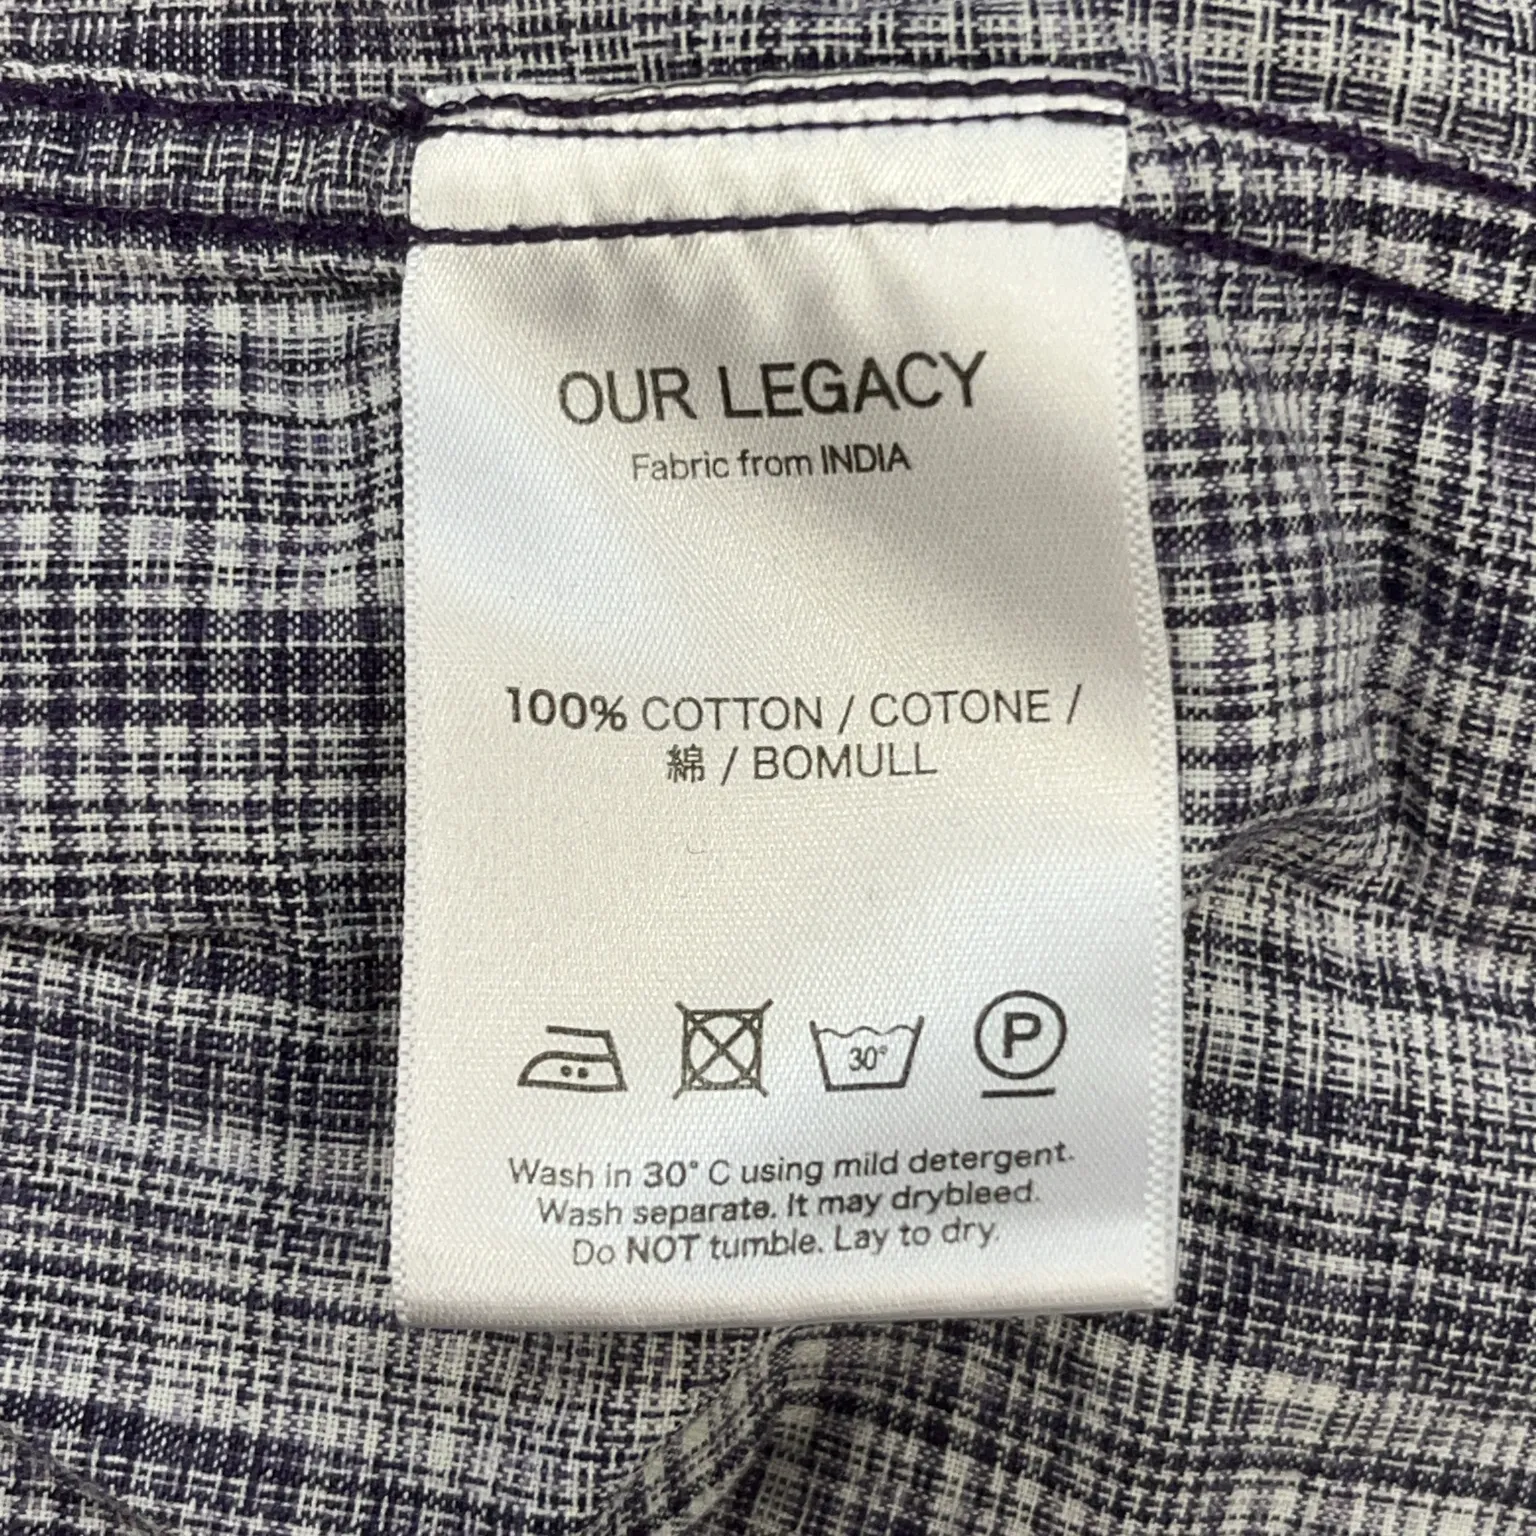 OUR LEGACY
Fabric from INDIA
100% COTTON / COTONE /
綿 / BOMULL
30° P
Wash in 30° C using mild detergent.
Wash separate. It may drybleed.
Do NOT tumble. Lay to dry.